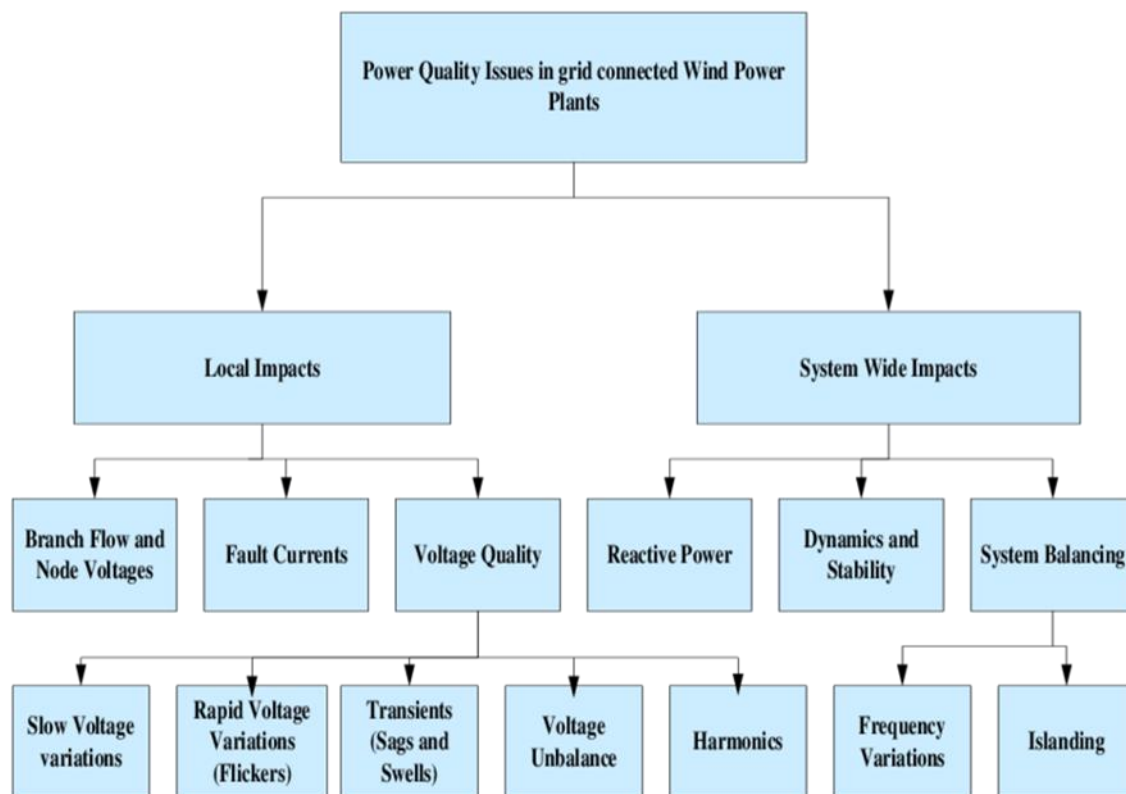 Power Quality Issues in grid connected Wind Power
Plants
Local Impacts
System Wide Impacts
Branch Flow and
Node Voltages
Fault Currents
Voltage Quality
Reactive Power
Dynamics and
Stability
System Balancing
Slow Voltage
variations
Rapid Voltage
Variations
(Flickers)
Transients
(Sags and
Swells)
Voltage
Unbalance
Harmonics
Frequency
Variations
Islanding